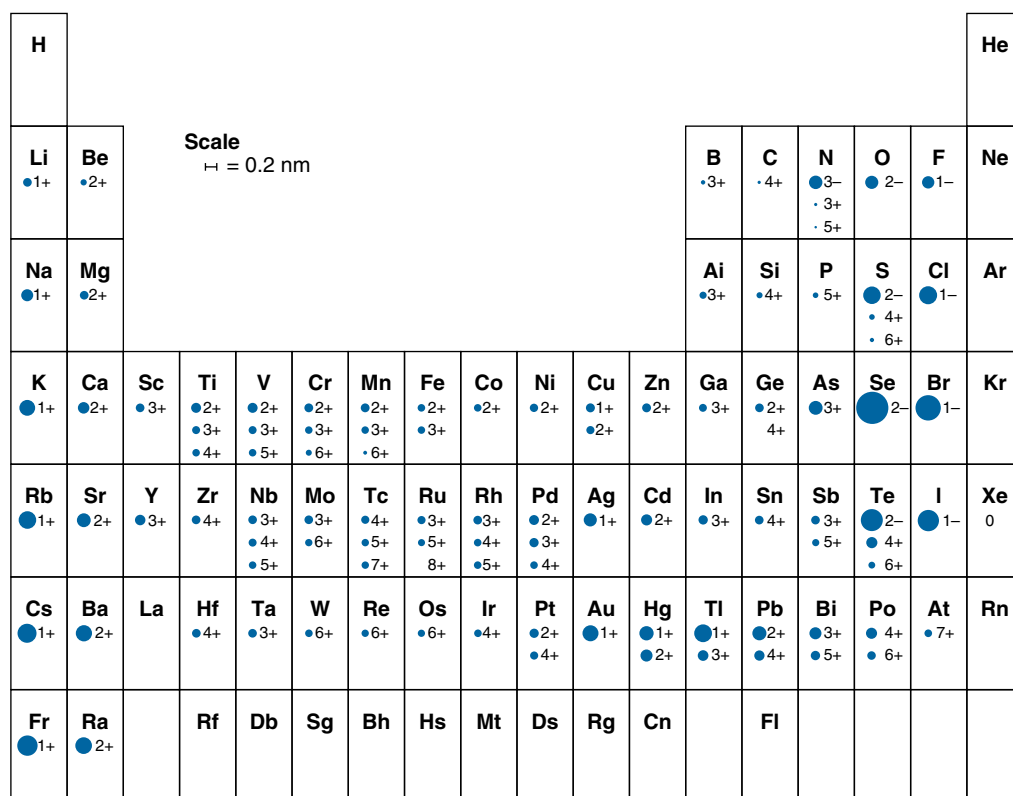 H He
Scale
= 0.2 nm
Li Be B C N O F Ne
1+ 2+ 3+ 4+ 3– 2– 1–
3+
5+
Na Mg Ai Si P S Cl Ar
1+ 2+ 3+ 4+ 5+ 2– 1–
4+
6+
K Ca Sc Ti V Cr Mn Fe Co Ni Cu Zn Ga Ge As Se Br Kr
1+ 2+ 3+ 2+ 2+ 2+ 2+ 2+ 2+ 2+ 1+ 2+ 3+ 2+ 3+ 2– 1–
3+ 3+ 3+ 3+ 3+ 2+ 4+
4+ 5+ 6+ 6+
Rb Sr Y Zr Nb Mo Tc Ru Rh Pd Ag Cd In Sn Sb Te I Xe
1+ 2+ 3+ 4+ 3+ 3+ 4+ 3+ 3+ 2+ 1+ 2+ 3+ 4+ 3+ 2– 1– 0
4+ 6+ 5+ 5+ 4+ 3+ 5+ 4+
5+ 7+ 8+ 5+ 4+ 6+
Cs Ba La Hf Ta W Re Os Ir Pt Au Hg Tl Pb Bi Po At Rn
1+ 2+ 4+ 3+ 6+ 6+ 6+ 4+ 2+ 1+ 1+ 1+ 2+ 3+ 4+ 7+
4+ 2+ 3+ 4+ 5+ 6+
Fr Ra Rf Db Sg Bh Hs Mt Ds Rg Cn Fl
1+ 2+